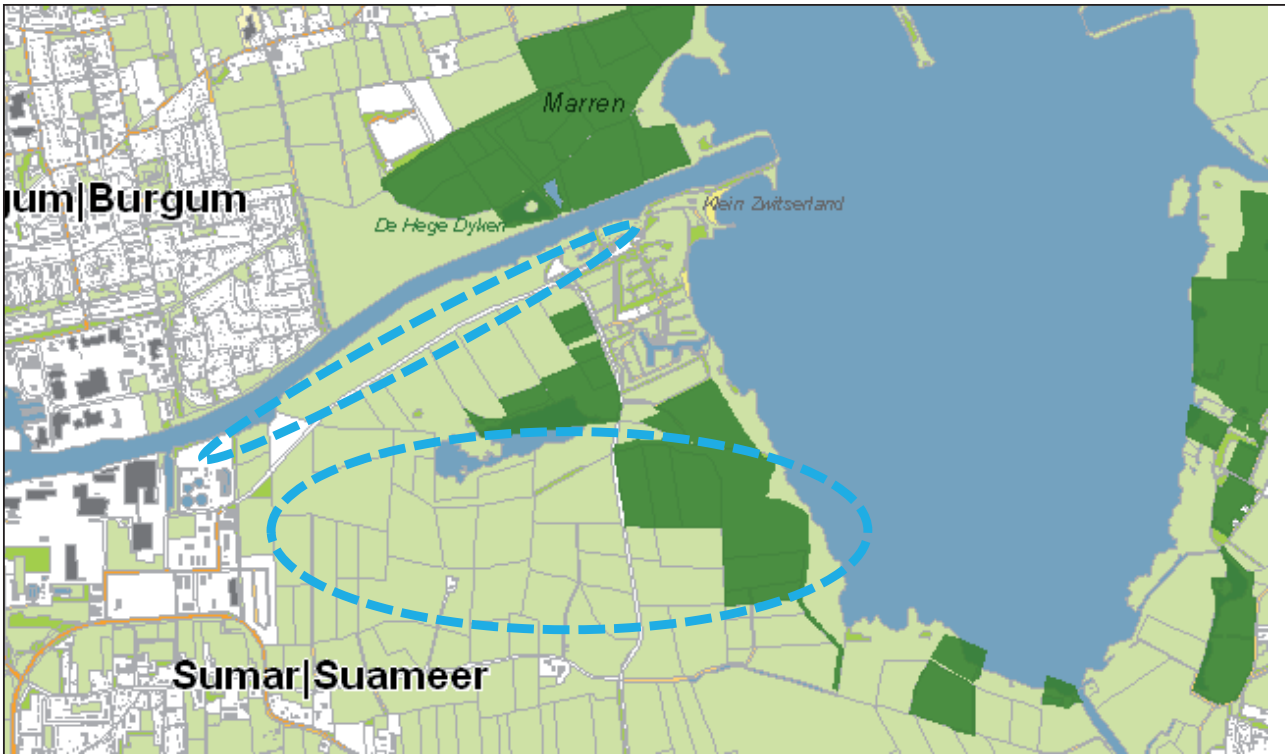 Marren
gum|Burgum
De Hege Dyken
Klein Zwitserland
Sumar|Suameer